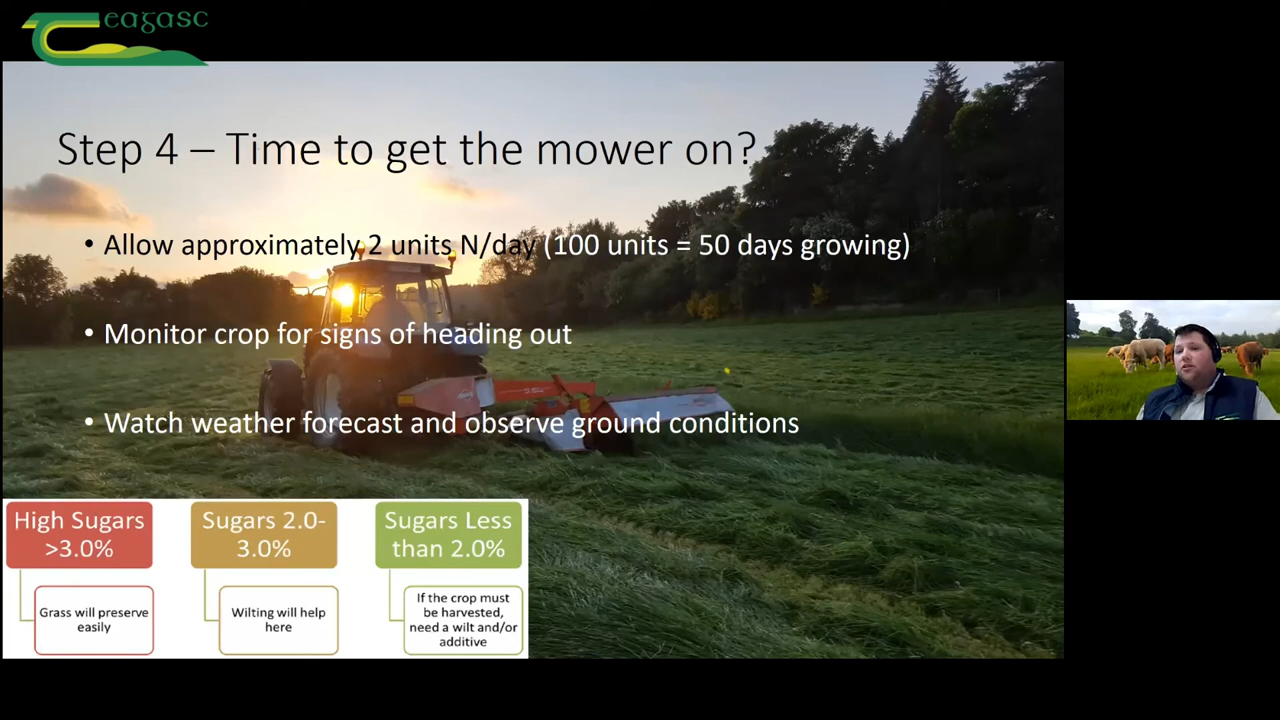 eagasc
Step 4 – Time to get the mower on?
• Allow approximately 2 units N/day (100 units = 50 days growing)
• Monitor crop for signs of heading out
• Watch weather forecast and observe ground conditions
High Sugars
>3.0%
Grass will preserve
easily
Sugars 2.0-
3.0%
Wilting will help
here
Sugars Less
than 2.0%
If the crop must
be harvested,
need a wilt and/or
additive